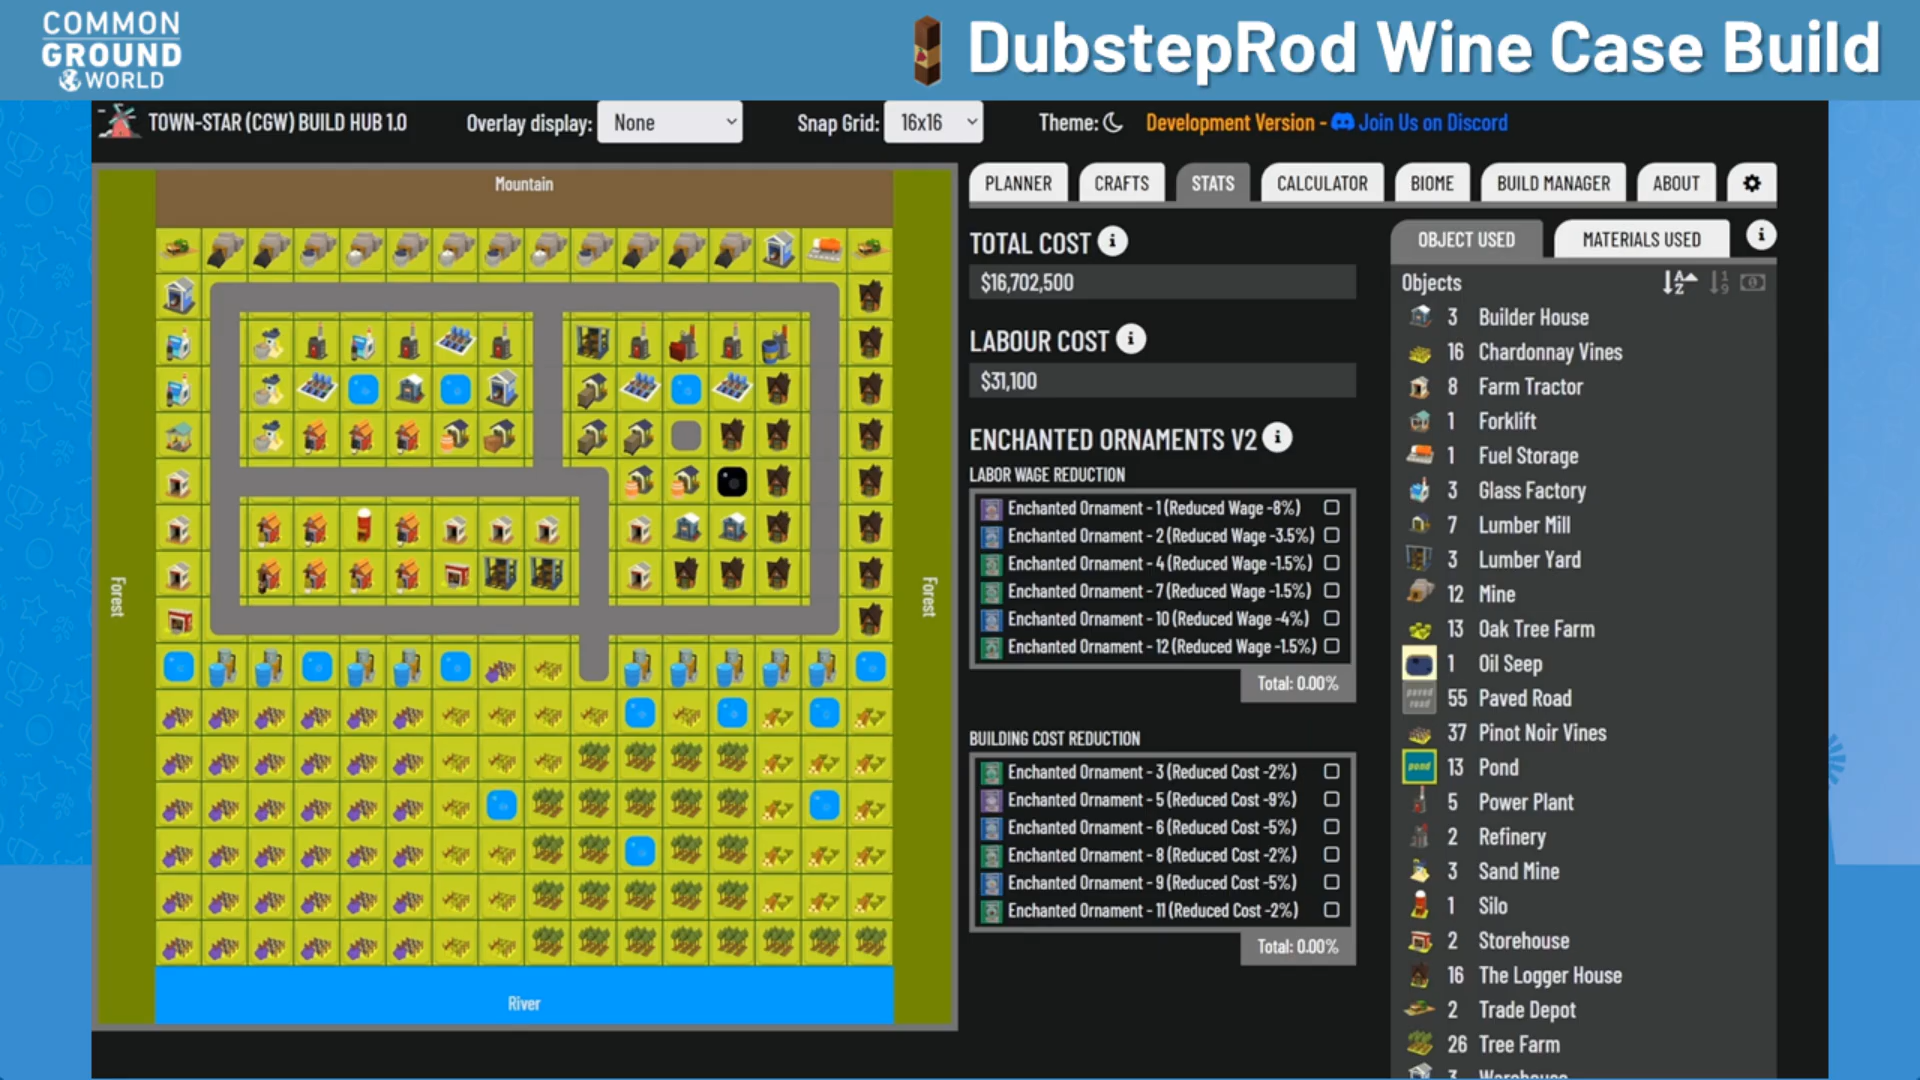 COMMON
GROUND
WORLD
DubstepRod Wine Case Build
TOWN-STAR (CGW) BUILD HUB 1.0
Overlay display: None
Snap Grid: 16x16
Theme:
Development Version - Join Us on Discord
Mountain
Forest
Forest
River
PLANNER
CRAFTS
STATS
CALCULATOR
BIOME
BUILD MANAGER
ABOUT
TOTAL COST
$16,702,500
LABOUR COST
$31,100
ENCHANTED ORNAMENTS V2
LABOR WAGE REDUCTION
Enchanted Ornament - 1 (Reduced Wage -8%)
Enchanted Ornament - 2 (Reduced Wage -3.5%)
Enchanted Ornament - 4 (Reduced Wage -1.5%)
Enchanted Ornament - 7 (Reduced Wage -1.5%)
Enchanted Ornament - 10 (Reduced Wage -4%)
Enchanted Ornament - 12 (Reduced Wage -1.5%)
Total: 0.00%
BUILDING COST REDUCTION
Enchanted Ornament - 3 (Reduced Cost -2%)
Enchanted Ornament - 5 (Reduced Cost -9%)
Enchanted Ornament - 6 (Reduced Cost -5%)
Enchanted Ornament - 8 (Reduced Cost -2%)
Enchanted Ornament - 9 (Reduced Cost -5%)
Enchanted Ornament - 11 (Reduced Cost -2%)
Total: 0.00%
OBJECT USED
MATERIALS USED
Objects
3 Builder House
16 Chardonnay Vines
8 Farm Tractor
1 Forklift
1 Fuel Storage
3 Glass Factory
7 Lumber Mill
3 Lumber Yard
12 Mine
13 Oak Tree Farm
1 Oil Seep
paved road 55 Paved Road
37 Pinot Noir Vines
pond 13 Pond
5 Power Plant
2 Refinery
3 Sand Mine
1 Silo
2 Storehouse
16 The Logger House
2 Trade Depot
26 Tree Farm
3 Warehouse